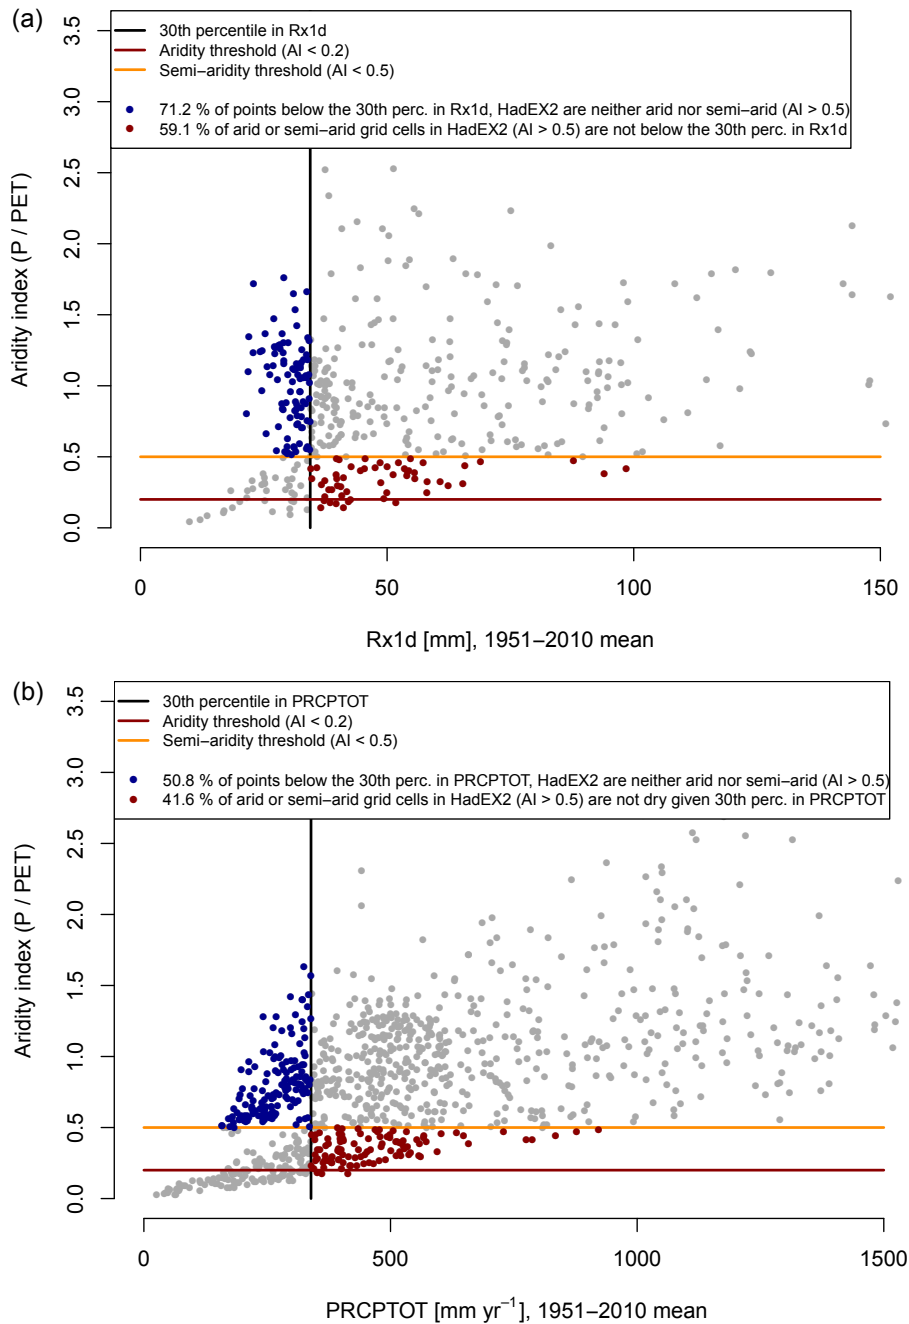 (a)
3.5
3.0
2.5
2.0
1.5
1.0
0.5
0.0
Aridity index (P / PET)
30th percentile in Rx1d
Aridity threshold (AI < 0.2)
Semi−aridity threshold (AI < 0.5)
71.2 % of points below the 30th perc. in Rx1d, HadEX2 are neither arid nor semi−arid (AI > 0.5)
59.1 % of arid or semi−arid grid cells in HadEX2 (AI > 0.5) are not below the 30th perc. in Rx1d
0 50 100 150
Rx1d [mm], 1951−2010 mean
(b)
3.5
3.0
2.5
2.0
1.5
1.0
0.5
0.0
Aridity index (P / PET)
30th percentile in PRCPTOT
Aridity threshold (AI < 0.2)
Semi−aridity threshold (AI < 0.5)
50.8 % of points below the 30th perc. in PRCPTOT, HadEX2 are neither arid nor semi−arid (AI > 0.5)
41.6 % of arid or semi−arid grid cells in HadEX2 (AI > 0.5) are not dry given 30th perc. in PRCPTOT
0 500 1000 1500
PRCPTOT [mm yr⁻¹], 1951−2010 mean